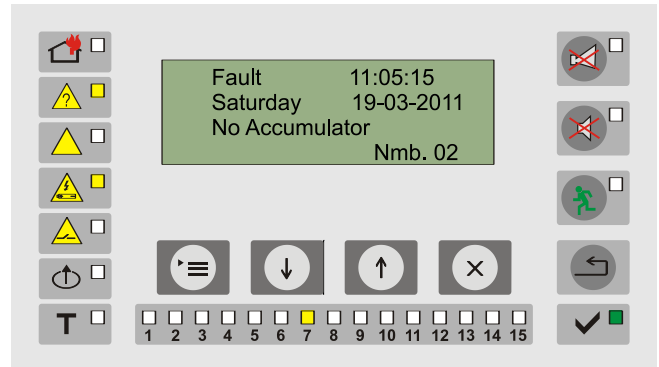 Fault 11:05:15
Saturday 19-03-2011
No Accumulator
Nmb. 02
?
T
1 2 3 4 5 6 7 8 9 10 11 12 13 14 15